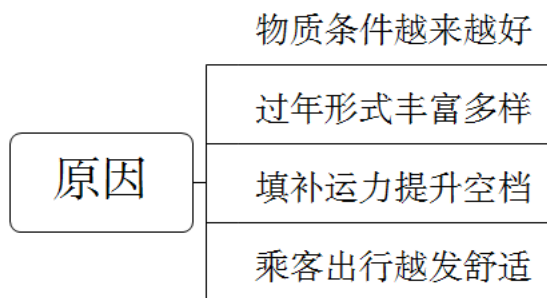 物质条件越来越好
过年形式丰富多样
原因
填补运力提升空档
乘客出行越发舒适